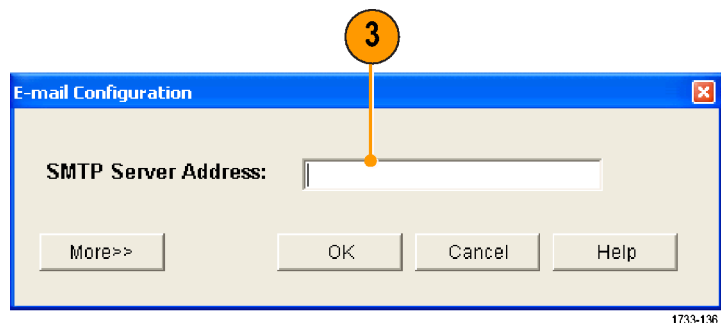 3
E-mail Configuration
SMTP Server Address:
More>> OK Cancel Help
1733-136